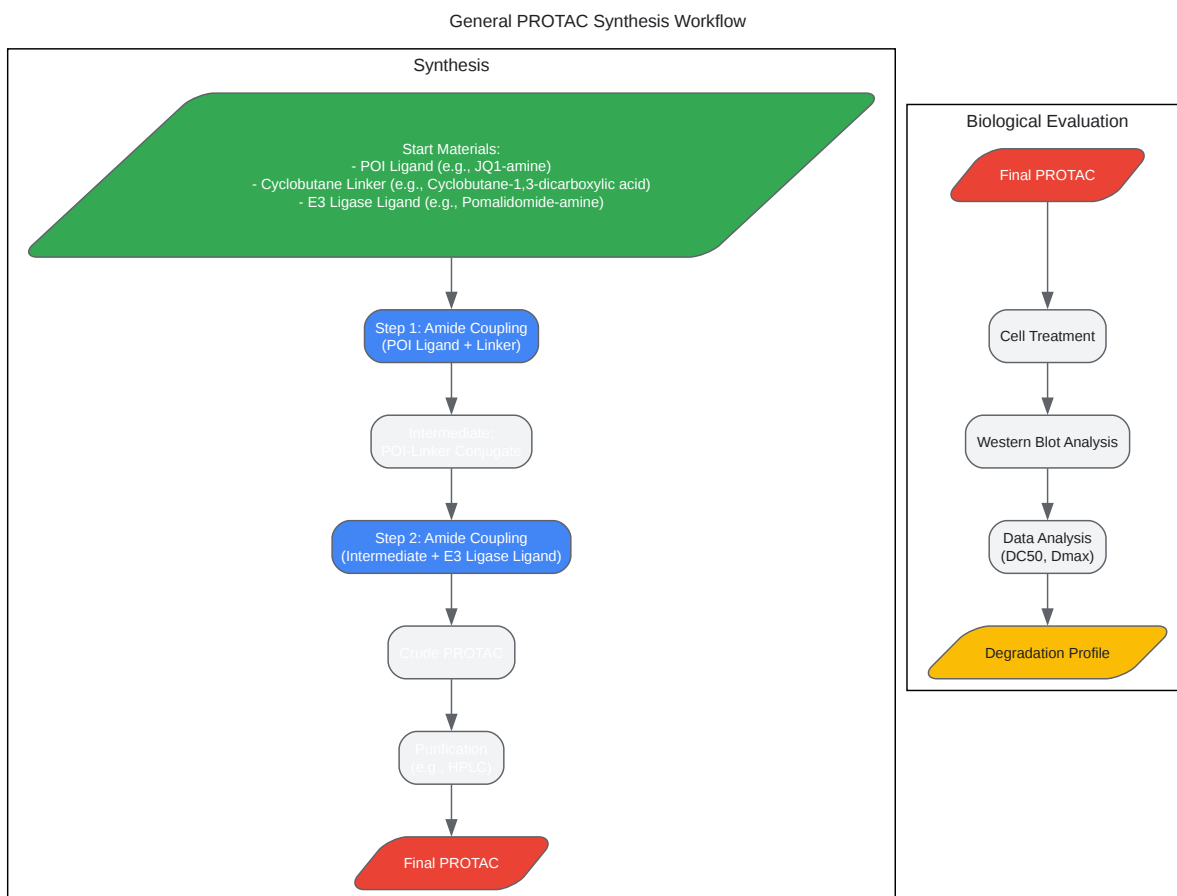 General PROTAC Synthesis Workflow
Synthesis
Start Materials:
- POI Ligand (e.g., JQ1-amine)
- Cyclobutane Linker (e.g., Cyclobutane-1,3-dicarboxylic acid)
- E3 Ligase Ligand (e.g., Pomalidomide-amine)
Step 1: Amide Coupling
(POI Ligand + Linker)
Intermediate:
POI-Linker Conjugate
Step 2: Amide Coupling
(Intermediate + E3 Ligase Ligand)
Crude PROTAC
Purification
(e.g., HPLC)
Final PROTAC
Biological Evaluation
Final PROTAC
Cell Treatment
Western Blot Analysis
Data Analysis
(DC50, Dmax)
Degradation Profile